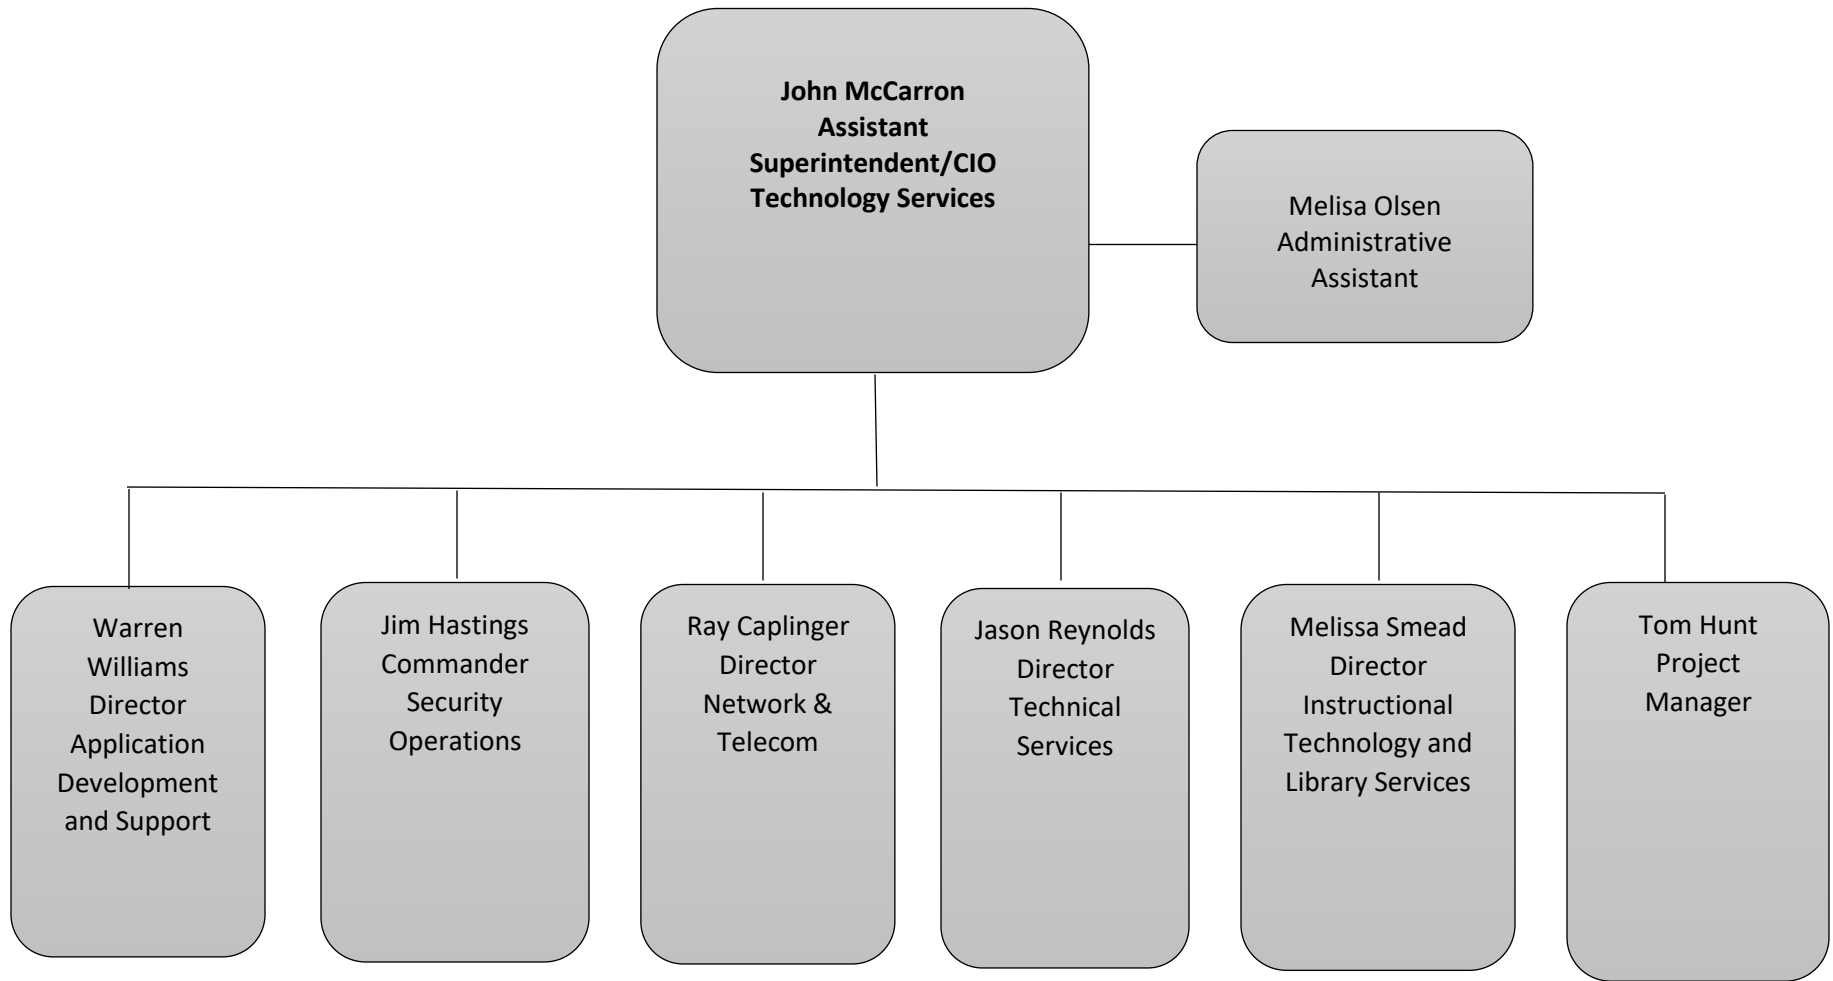 John McCarron
Assistant
Superintendent/CIO
Technology Services
Melisa Olsen
Administrative
Assistant
Warren
Williams
Director
Application
Development
and Support
Jim Hastings
Commander
Security
Operations
Ray Caplinger
Director
Network &
Telecom
Jason Reynolds
Director
Technical
Services
Melissa Smead
Director
Instructional
Technology and
Library Services
Tom Hunt
Project
Manager